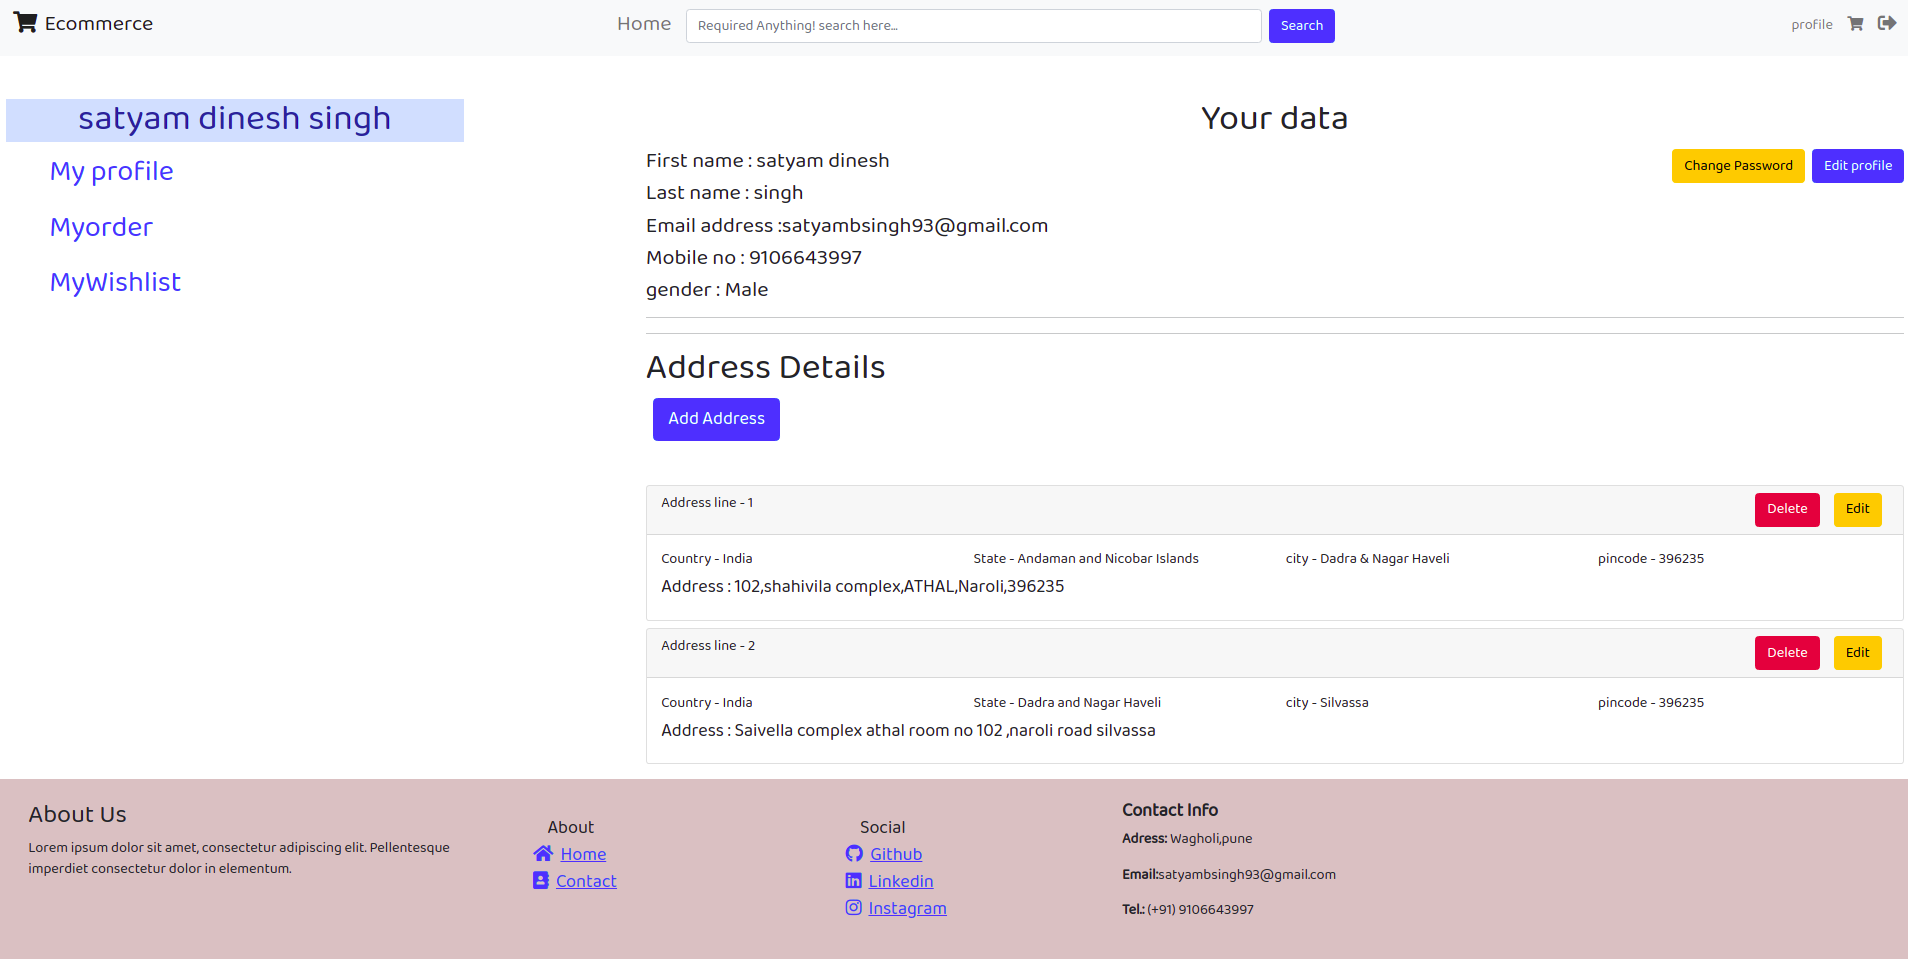 Ecommerce
Home
Required Anything! search here...
Search
profile
satyam dinesh singh
My profile
Myorder
MyWishlist
Your data
First name : satyam dinesh
Change Password
Edit profile
Last name : singh
Email address :satyambsingh93@gmail.com
Mobile no : 9106643997
gender : Male
Address Details
Add Address
Address line - 1
Delete
Edit
Country - India
State - Andaman and Nicobar Islands
city - Dadra & Nagar Haveli
pincode - 396235
Address : 102,shahivila complex,ATHAL,Naroli,396235
Address line - 2
Delete
Edit
Country - India
State - Dadra and Nagar Haveli
city - Silvassa
pincode - 396235
Address : Saivella complex athal room no 102 ,naroli road silvassa
About Us
Lorem ipsum dolor sit amet, consectetur adipiscing elit. Pellentesque
imperdiet consectetur dolor in elementum.
About
Home
Contact
Social
Github
Linkedin
Instagram
Contact Info
Adress: Wagholi,pune
Email:satyambsingh93@gmail.com
Tel.: (+91) 9106643997